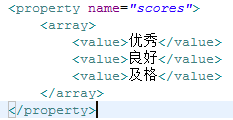 <property name="scores">
<array>
<value>优秀</value>
<value>良好</value>
<value>及格</value>
</array>
</property>